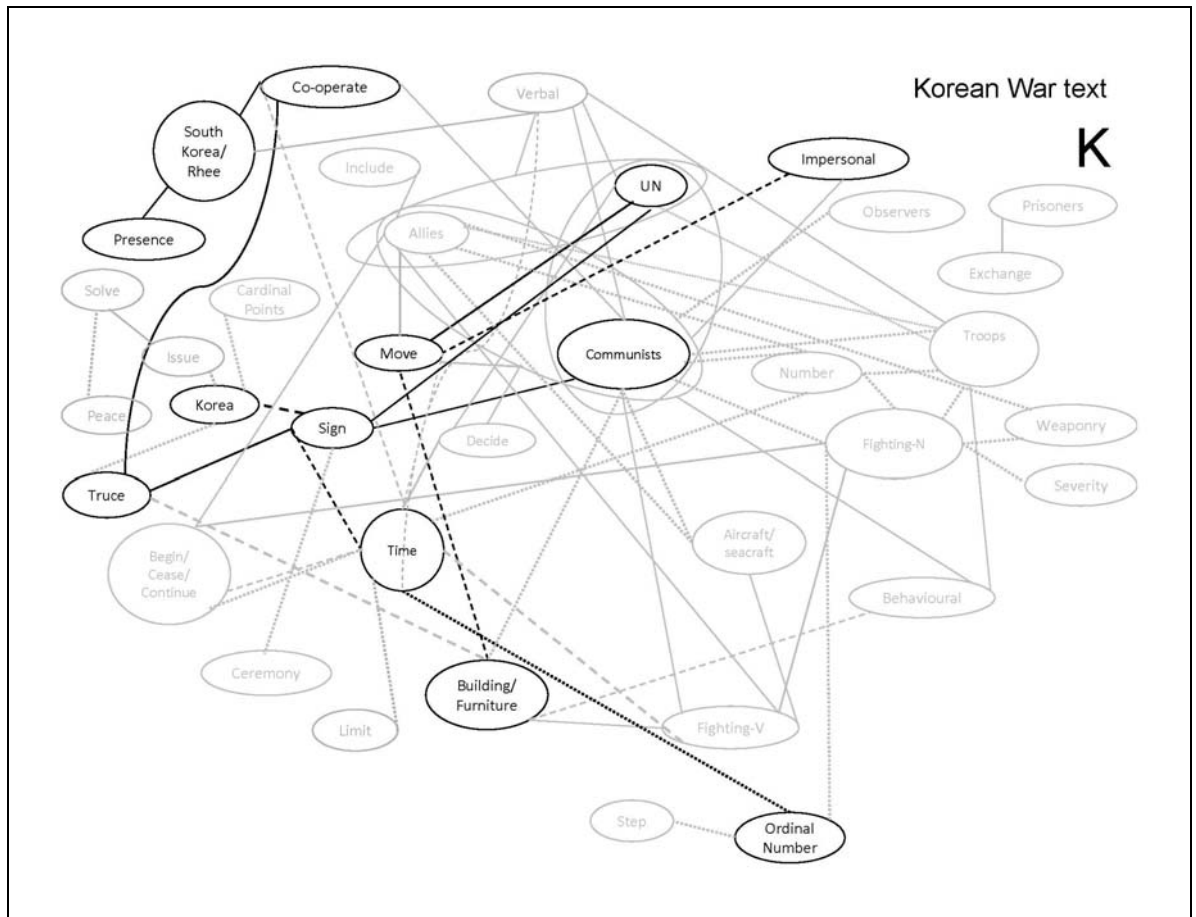 Korean War text
K
Co-operate
Verbal
South
Korea/
Rhee
Include
Impersonal
UN
Observers
Prisoners
Presence
Allies
Exchange
Solve
Cardinal
Points
Troops
Issue
Move
Communists
Number
Korea
Peace
Sign
Decide
Weaponry
Fighting-N
Truce
Severity
Time
Aircraft/
seacraft
Begin/
Cease/
Continue
Behavioural
Ceremony
Building/
Furniture
Limit
Fighting-V
Step
Ordinal
Number